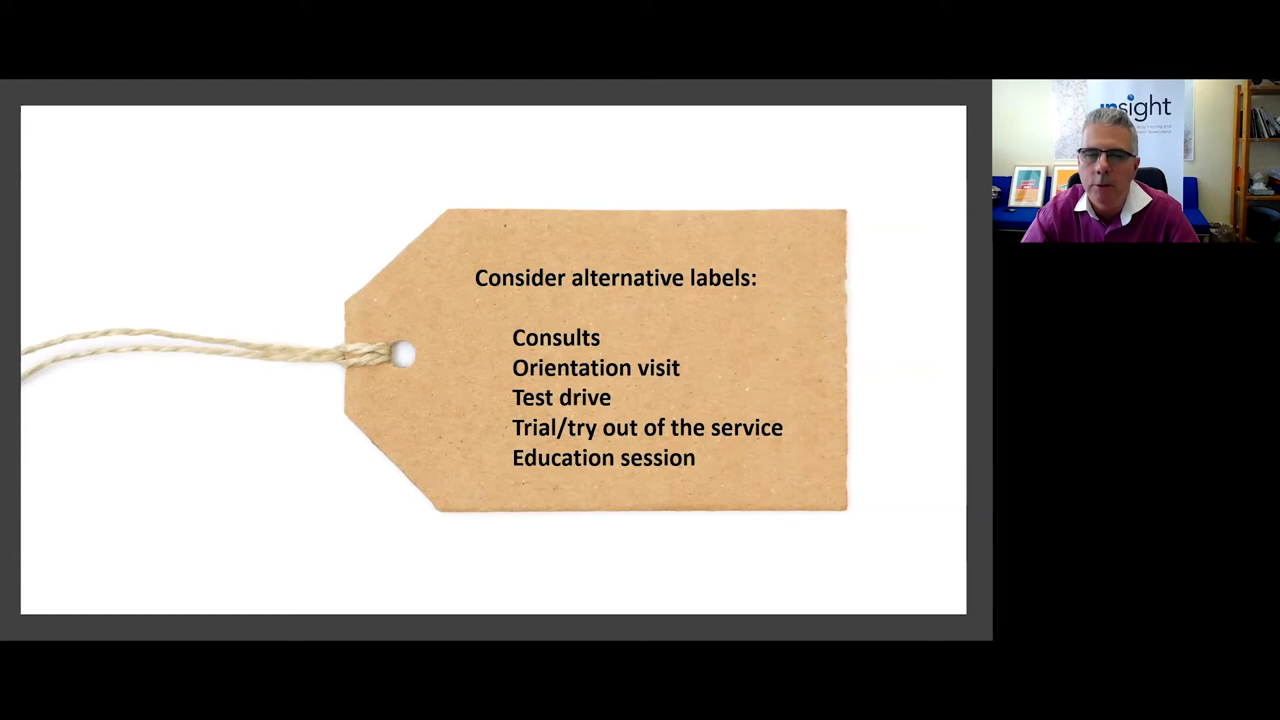 Consider alternative labels:
Consults
Orientation visit
Test drive
Trial/try out of the service
Education session
insight